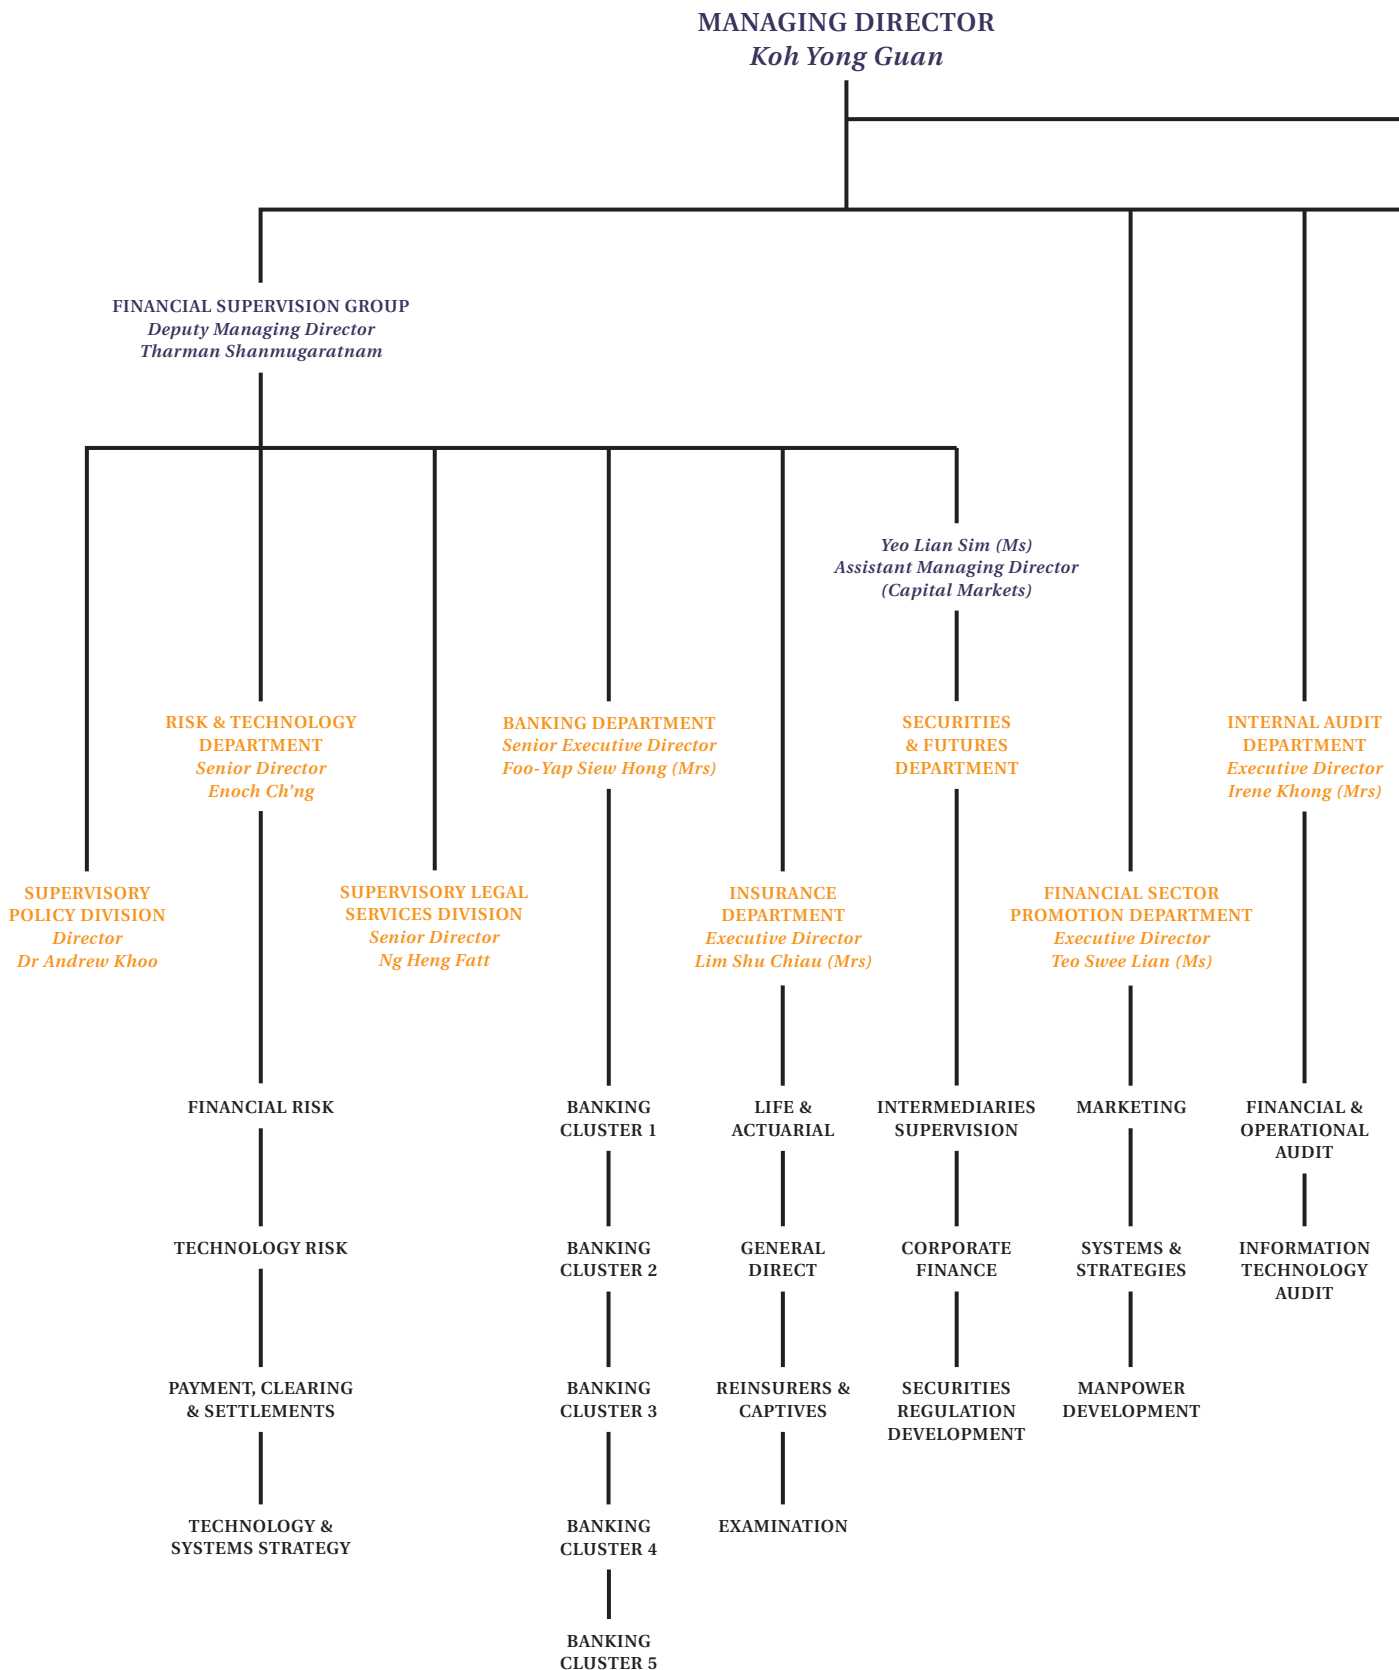 MANAGING DIRECTOR
Koh Yong Guan
FINANCIAL SUPERVISION GROUP
Deputy Managing Director
Tharman Shanmugaratnam
Yeo Lian Sim (Ms)
Assistant Managing Director
(Capital Markets)
RISK & TECHNOLOGY
DEPARTMENT
Senior Director
Enoch Ch'ng
BANKING DEPARTMENT
Senior Executive Director
Foo-Yap Siew Hong (Mrs)
SECURITIES
& FUTURES
DEPARTMENT
INTERNAL AUDIT
DEPARTMENT
Executive Director
Irene Khong (Mrs)
SUPERVISORY
POLICY DIVISION
Director
Dr Andrew Khoo
SUPERVISORY LEGAL
SERVICES DIVISION
Senior Director
Ng Heng Fatt
INSURANCE
DEPARTMENT
Executive Director
Lim Shu Chiau (Mrs)
FINANCIAL SECTOR
PROMOTION DEPARTMENT
Executive Director
Teo Swee Lian (Ms)
FINANCIAL RISK
BANKING
CLUSTER 1
LIFE &
ACTUARIAL
INTERMEDIARIES
SUPERVISION
MARKETING
FINANCIAL &
OPERATIONAL
AUDIT
TECHNOLOGY RISK
BANKING
CLUSTER 2
GENERAL
DIRECT
CORPORATE
FINANCE
SYSTEMS &
STRATEGIES
INFORMATION
TECHNOLOGY
AUDIT
PAYMENT, CLEARING
& SETTLEMENTS
BANKING
CLUSTER 3
REINSURERS &
CAPTIVES
SECURITIES
REGULATION
DEVELOPMENT
MANPOWER
DEVELOPMENT
TECHNOLOGY &
SYSTEMS STRATEGY
BANKING
CLUSTER 4
EXAMINATION
BANKING
CLUSTER 5